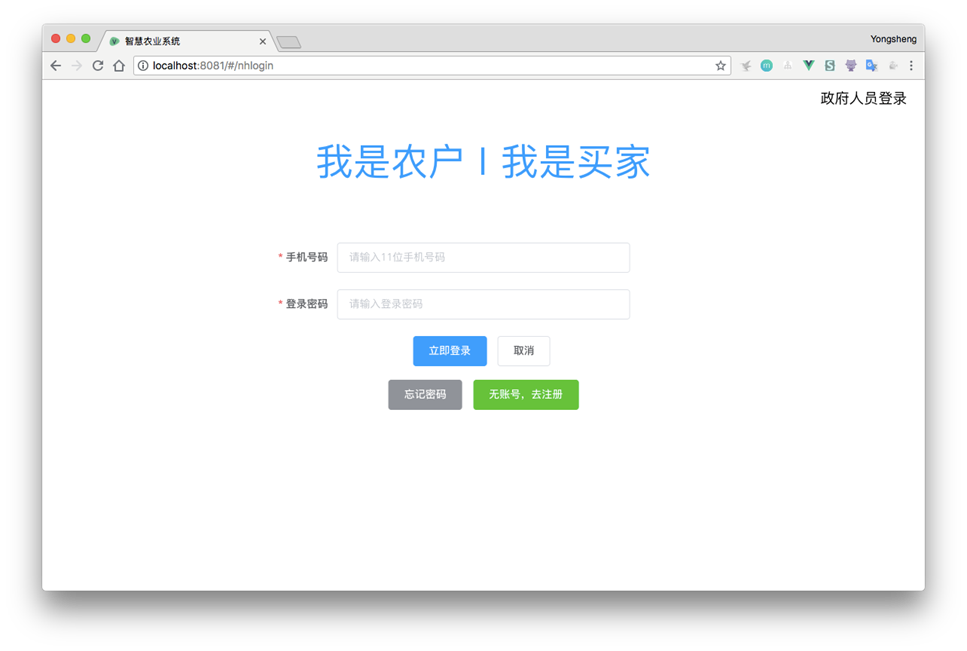 智慧农业系统
Yongsheng
localhost:8081/#/nhlogin
政府人员登录
我是农户 | 我是买家
* 手机号码 请输入11位手机号码
* 登录密码 请输入登录密码
立即登录 取消
忘记密码 无账号，去注册